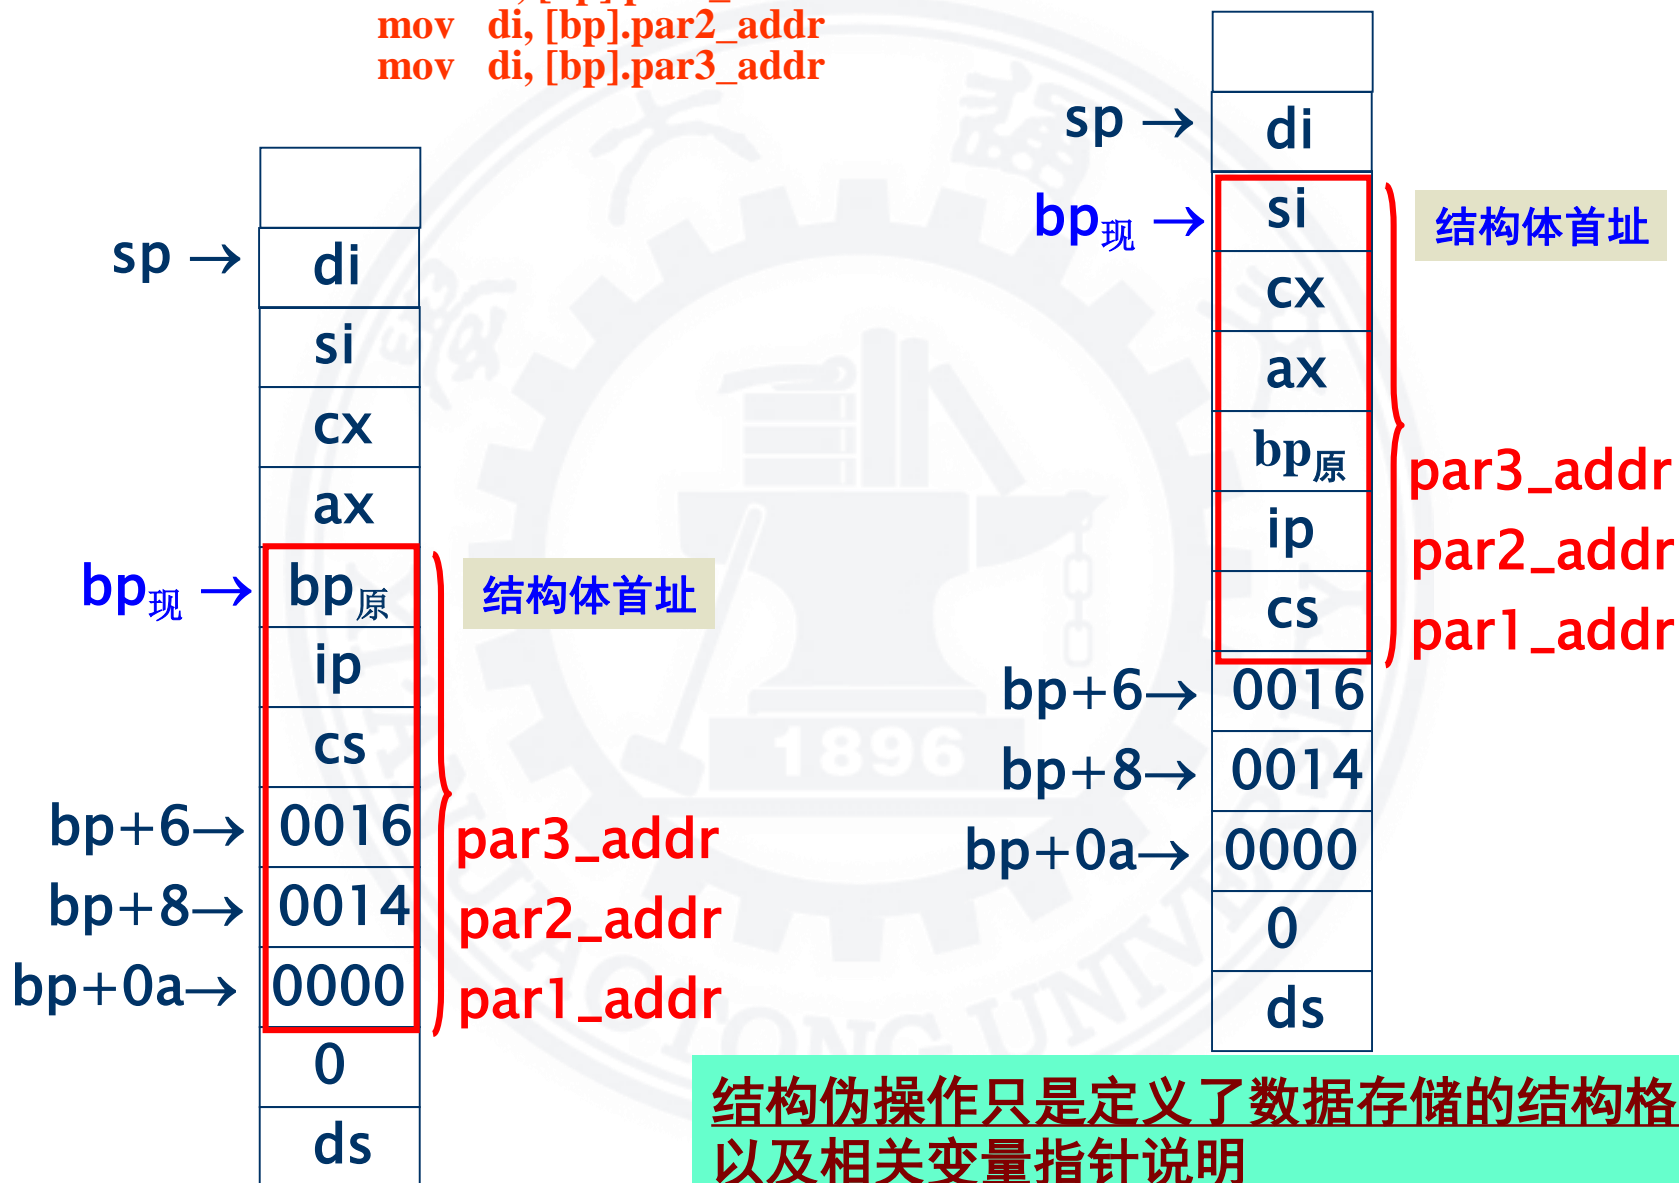 mov di, [bp].par2_addr
mov di, [bp].par3_addr
sp →
di
si
cx
ax
bp现 →
bp原
ip
cs
bp+6→
0016
bp+8→
0014
bp+0a→
0000
0
ds
结构体首址
par3_addr
par2_addr
par1_addr
sp →
di
bp现 →
si
cx
ax
bp原
ip
cs
bp+6→
0016
bp+8→
0014
bp+0a→
0000
0
ds
结构体首址
par3_addr
par2_addr
par1_addr
结构伪操作只是定义了数据存储的结构格
以及相关变量指针说明
1896